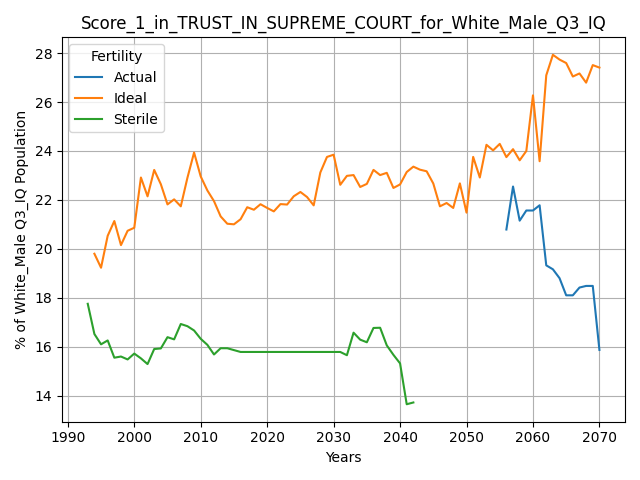 Score_1_in_TRUST_IN_SUPREME_COURT_for_White_Male_Q3_IQ
Fertility
Actual
Ideal
Sterile
% of White_Male Q3_IQ Population
28
26
24
22
20
18
16
14
1990 2000 2010 2020 2030 2040 2050 2060 2070
Years